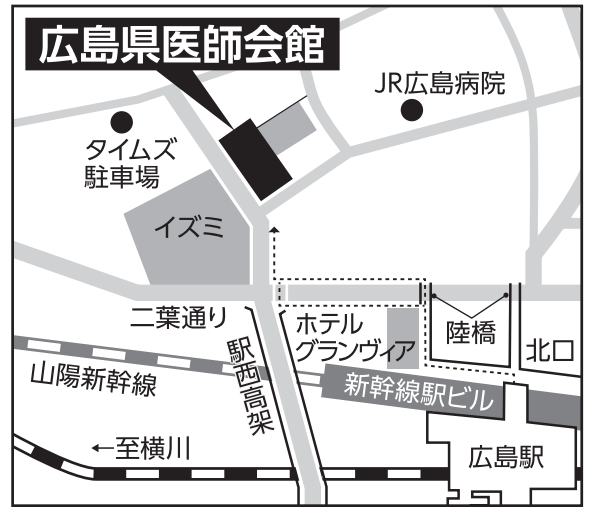 広島県医師会館
JR広島病院
タイムズ
駐車場
イズミ
二葉通り
ホテル
グランヴィア
陸橋
北口
駅西高架
山陽新幹線
新幹線駅ビル
←至横川
広島駅